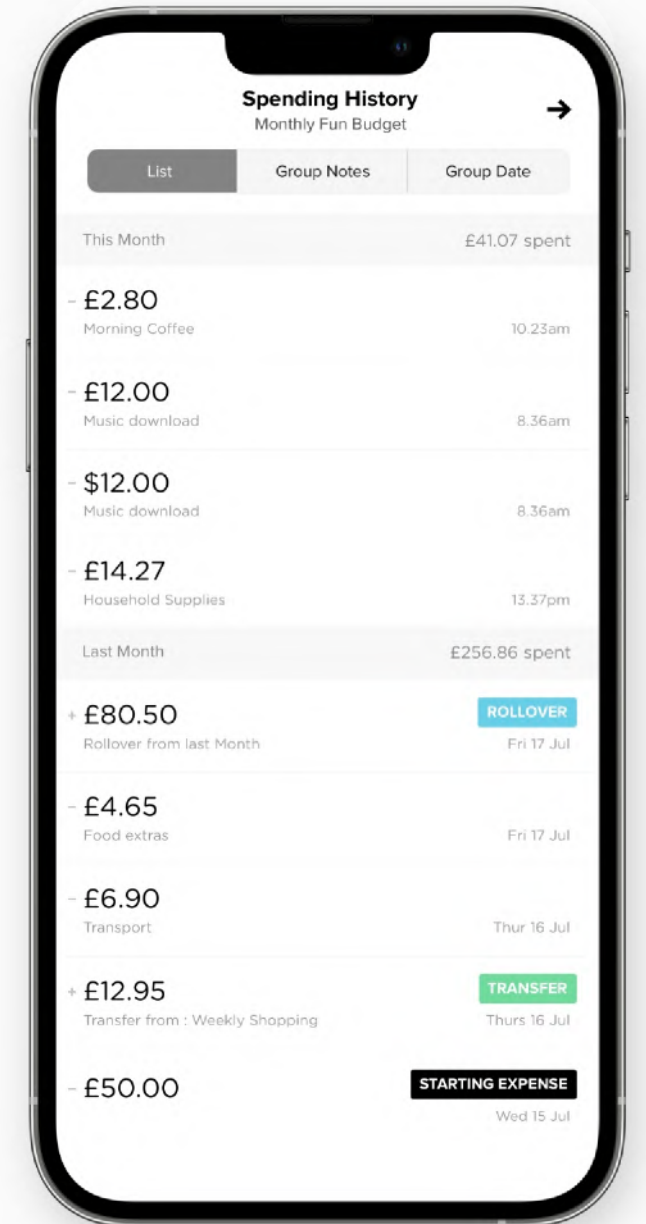 Spending History
Monthly Fun Budget
→
List Group Notes Group Date
This Month £41.07 spent
- £2.80
Morning Coffee 10.23am
- £12.00
Music download 8.36am
- $12.00
Music download 8.36am
- £14.27
Household Supplies 13.37pm
Last Month £256.86 spent
+ £80.50 ROLLOVER
Rollover from last Month Fri 17 Jul
- £4.65
Food extras Fri 17 Jul
- £6.90
Transport Thur 16 Jul
+ £12.95 TRANSFER
Transfer from : Weekly Shopping Thurs 16 Jul
- £50.00 STARTING EXPENSE
Wed 15 Jul